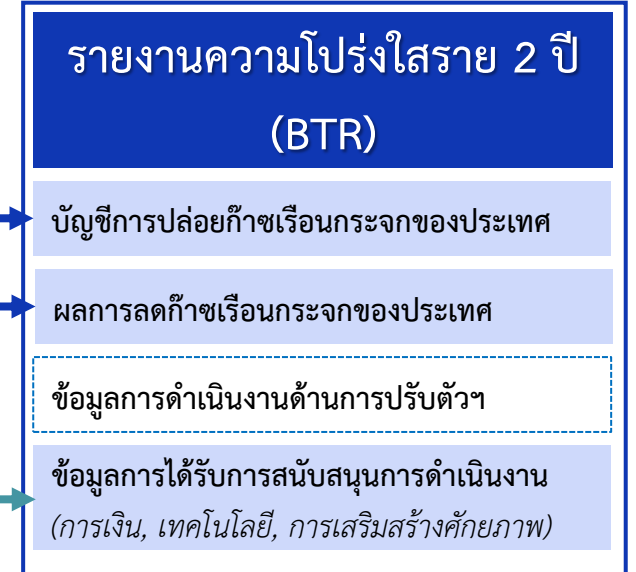 รายงานความโปร่งใสราย 2 ปี
(BTR)
บัญชีการปล่อยก๊าซเรือนกระจกของประเทศ
ผลการลดก๊าซเรือนกระจกของประเทศ
ข้อมูลการดำเนินงานด้านการปรับตัวฯ
ข้อมูลการได้รับการสนับสนุนการดำเนินงาน
(การเงิน, เทคโนโลยี, การเสริมสร้างศักยภาพ)